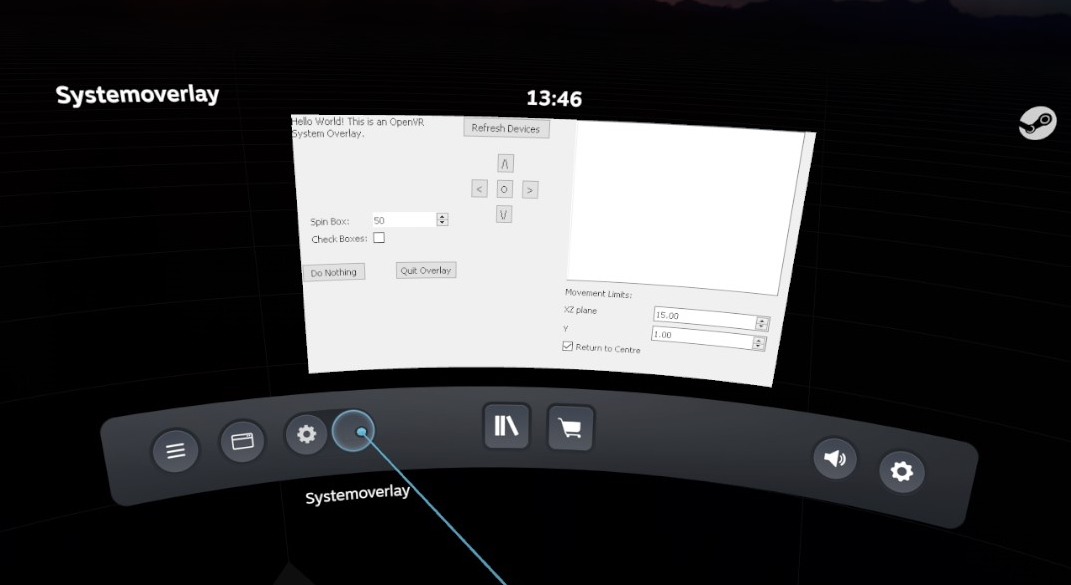 Systemoverlay
13:46
Hello World! This is an OpenVR
System Overlay.
Refresh Devices
/\
<
O
>
\/
Spin Box:
50
Check Boxes:
Do Nothing
Quit Overlay
Movement Limits:
XZ plane
15.00
Y
1.00
Return to Centre
Systemoverlay